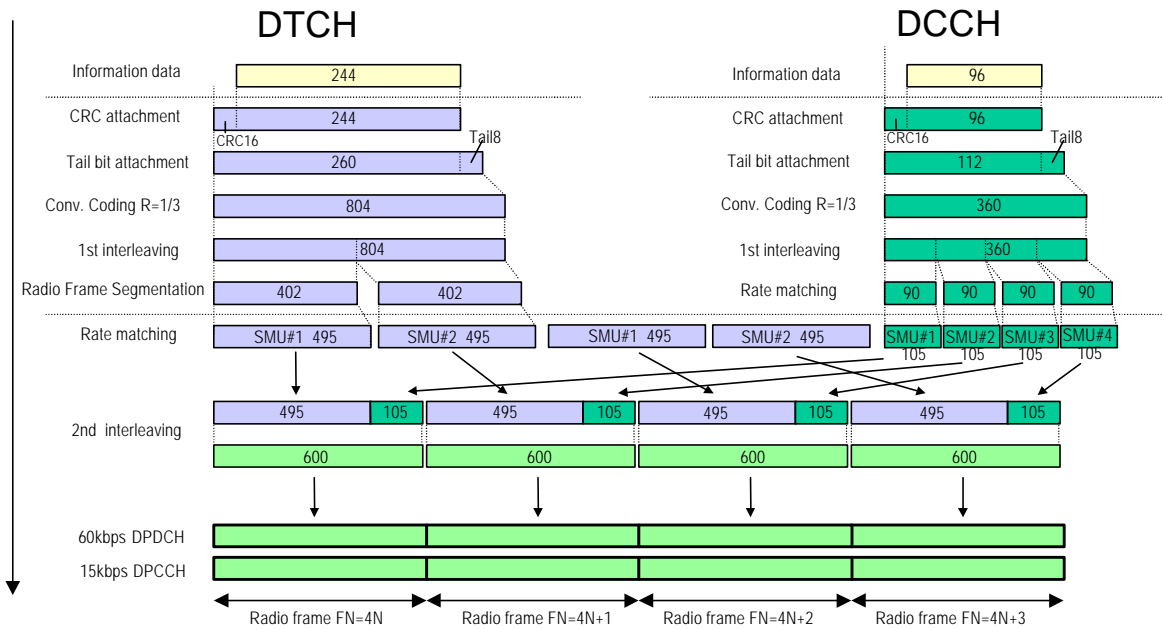 DTCH DCCH
Information data 244 Information data 96
CRC attachment 244 CRC attachment 96
CRC16 Tail8 CRC16 Tail8
Tail bit attachment 260 Tail bit attachment 112
Conv. Coding R=1/3 804 Conv. Coding R=1/3 360
1st interleaving 804 1st interleaving 360
Radio Frame Segmentation 402 402 Rate matching 90 90 90 90
Rate matching SMU#1 495 SMU#2 495 SMU#1 495 SMU#2 495 SMU#1 SMU#2 SMU#3 SMU#4
105 105 105 105
495 105 495 105 495 105 495 105
2nd interleaving
600 600 600 600
60kbps DPDCH
15kbps DPCCH
Radio frame FN=4N Radio frame FN=4N+1 Radio frame FN=4N+2 Radio frame FN=4N+3